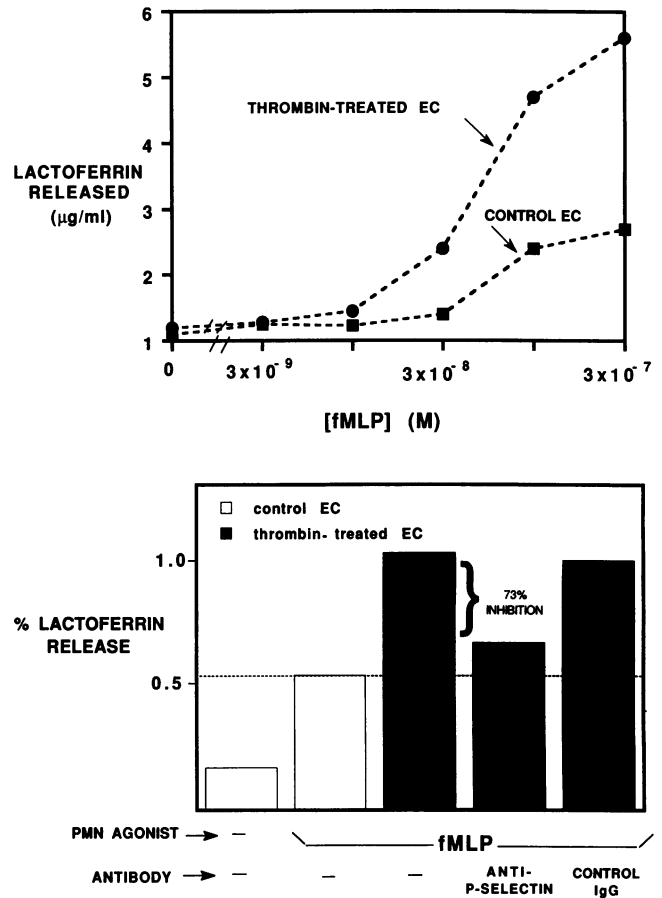 6
5
4
3
2
1
LACTOFERRIN
RELEASED
(µg/ml)
THROMBIN-TREATED EC
CONTROL EC
0
3x10⁻⁹
3x10⁻⁸
3x10⁻⁷
[fMLP] (M)
control EC
thrombin- treated EC
1.0
0.5
% LACTOFERRIN
RELEASE
73%
INHIBITION
PMN AGONIST
–
fMLP
ANTIBODY
–
–
–
ANTI-
P-SELECTIN
CONTROL
IgG